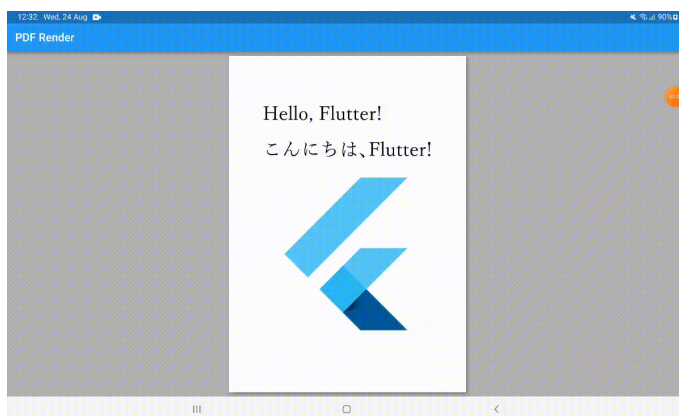 12:32 Wed, 24 Aug
90%
PDF Render
Hello, Flutter!
こんにちは、Flutter!